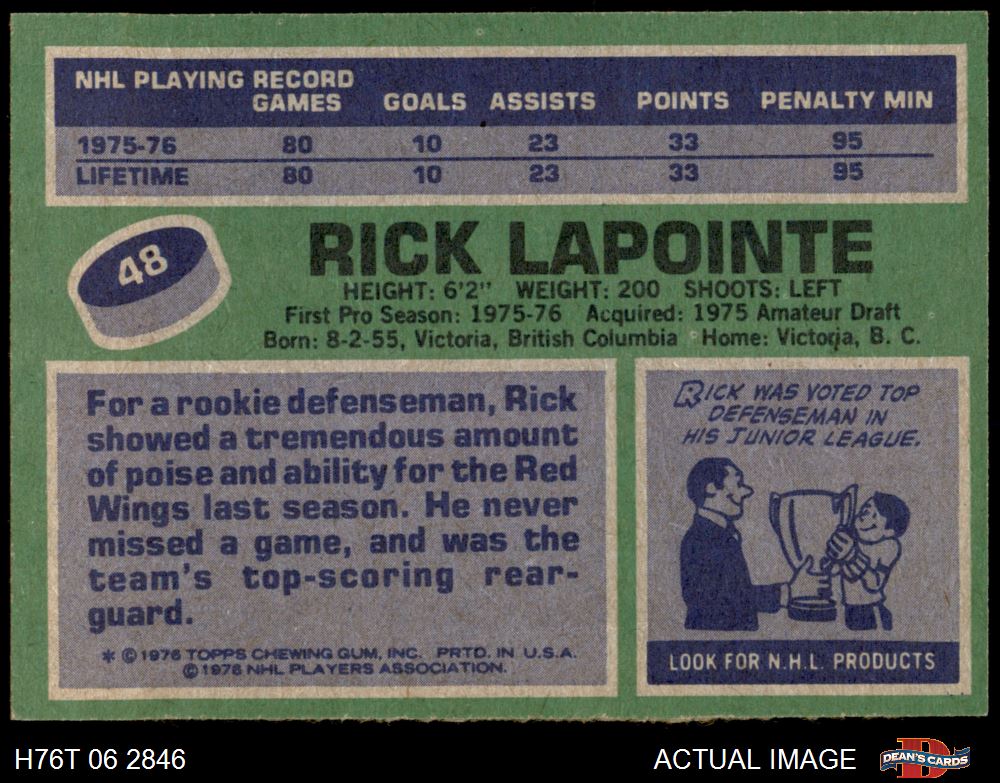 NHL PLAYING RECORD
GAMES GOALS ASSISTS POINTS PENALTY MIN
1975-76 80 10 23 33 95
LIFETIME 80 10 23 33 95
48
RICK LAPOINTE
HEIGHT: 6'2" WEIGHT: 200 SHOOTS: LEFT
First Pro Season: 1975-76 Acquired: 1975 Amateur Draft
Born: 8-2-55, Victoria, British Columbia Home: Victoria, B. C.
For a rookie defenseman, Rick
showed a tremendous amount
of poise and ability for the Red
Wings last season. He never
missed a game, and was the
team's top-scoring rear-
guard.
* © 1976 TOPPS CHEWING GUM, INC. PRTD. IN U.S.A.
© 1976 NHL PLAYERS ASSOCIATION.
RICK WAS VOTED TOP
DEFENSEMAN IN
HIS JUNIOR LEAGUE.
LOOK FOR N.H.L. PRODUCTS
H76T 06 2846
ACTUAL IMAGE
D
DEAN'S CARDS